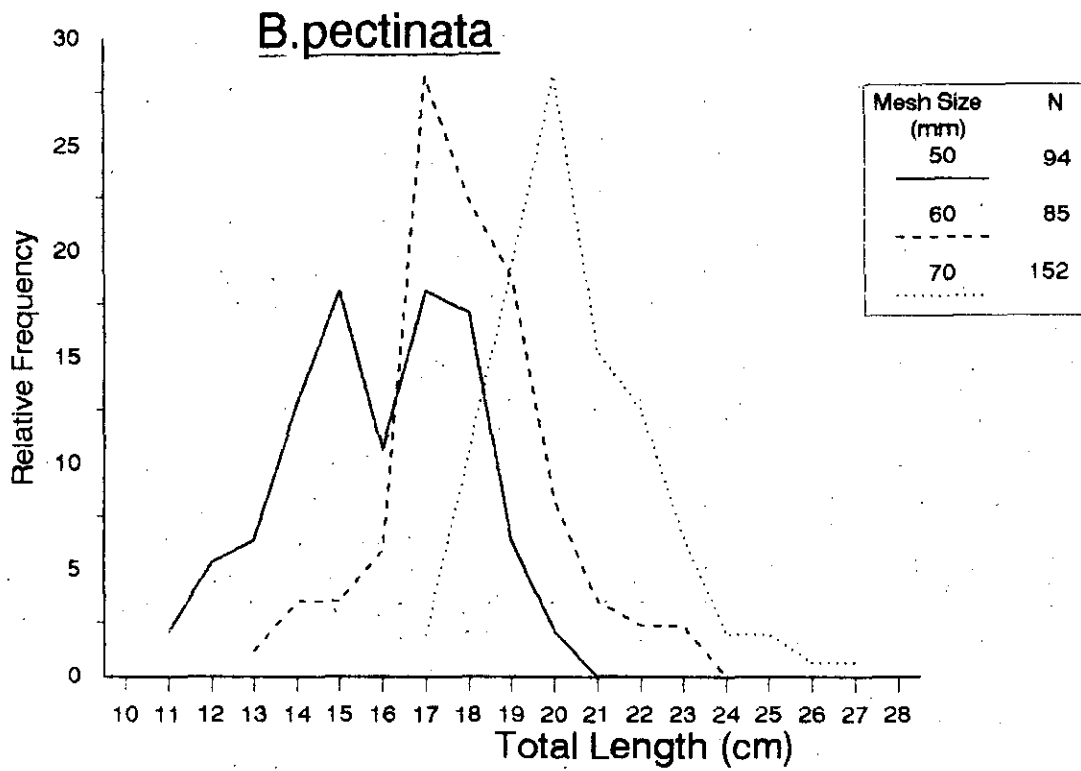 B.pectinata
30
25
20
15
10
5
0
Relative Frequency
10 11 12 13 14 15 16 17 18 19 20 21 22 23 24 25 26 27 28
Total Length (cm)
Mesh Size N
(mm)
50 94
60 85
70 152